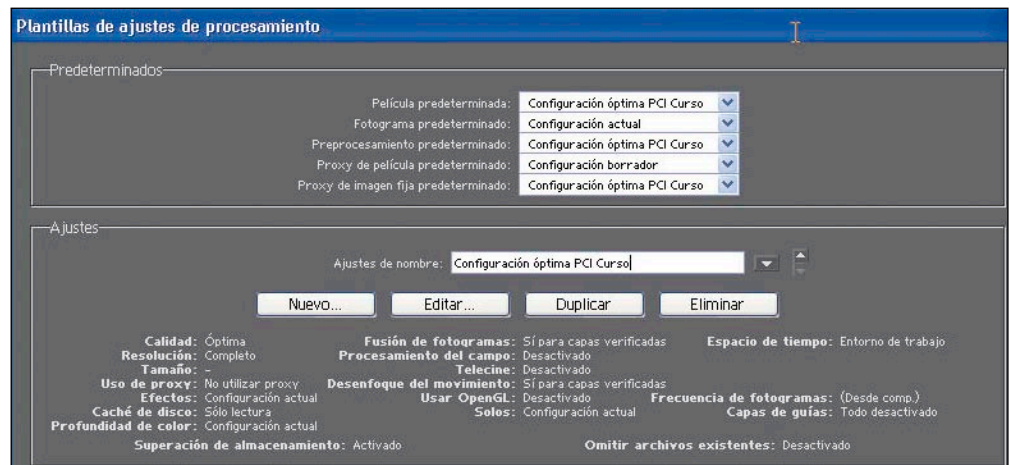 Plantillas de ajustes de procesamiento
Predeterminados
Película predeterminada: Configuración óptima PCI Curso
Fotograma predeterminado: Configuración actual
Preprocesamiento predeterminado: Configuración óptima PCI Curso
Proxy de película predeterminado: Configuración borrador
Proxy de imagen fija predeterminado: Configuración óptima PCI Curso
Ajustes
Ajustes de nombre: Configuración óptima PCI Curso
Nuevo... Editar... Duplicar Eliminar
Calidad: Óptima Fusión de fotogramas: Sí para capas verificadas Espacio de tiempo: Entorno de trabajo
Resolución: Completo Procesamiento del campo: Desactivado
Tamaño: - Telecine: Desactivado
Uso de proxy: No utilizar proxy Desenfoque del movimiento: Sí para capas verificadas
Efectos: Configuración actual Usar OpenGL: Desactivado Frecuencia de fotogramas: (Desde comp.)
Caché de disco: Sólo lectura Solos: Configuración actual Capas de guías: Todo desactivado
Profundidad de color: Configuración actual
Superación de almacenamiento: Activado Omitir archivos existentes: Desactivado